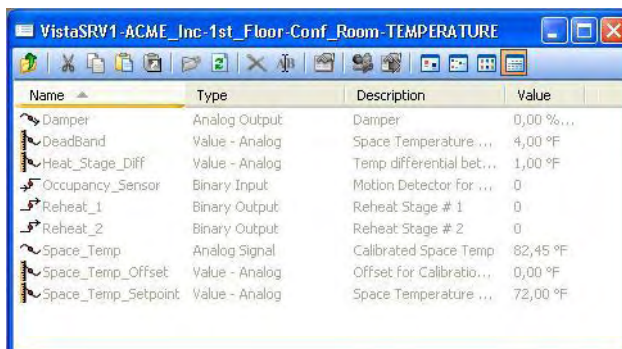 VistaSRV1-ACME_Inc-1st_Floor-Conf_Room-TEMPERATURE
Name Type Description Value
Damper Analog Output Damper 0,00 %...
DeadBand Value - Analog Space Temperature ... 4,00 °F
Heat_Stage_Diff Value - Analog Temp differential bet... 1,00 °F
Occupancy_Sensor Binary Input Motion Detector for ... 0
Reheat_1 Binary Output Reheat Stage # 1 0
Reheat_2 Binary Output Reheat Stage # 2 0
Space_Temp Analog Signal Calibrated Space Temp 82,45 °F
Space_Temp_Offset Value - Analog Offset for Calibratio... 0,00 °F
Space_Temp_Setpoint Value - Analog Space Temperature ... 72,00 °F